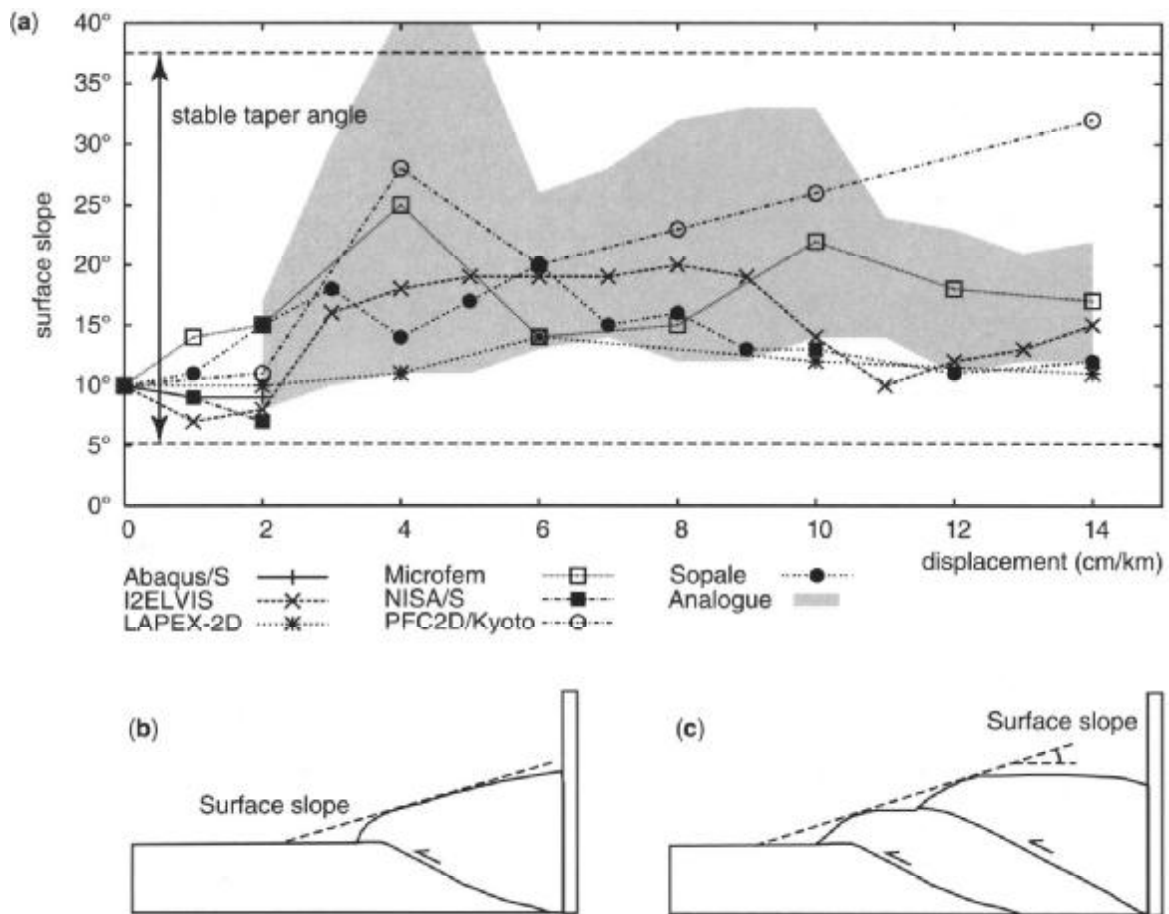 (a)
40°
35°
30°
25°
20°
15°
10°
5°
0°
surface slope
stable taper angle
0 2 4 6 8 10 12 14
displacement (cm/km)
Abaqus/S Microfem Sopale
I2ELVIS NISA/S Analogue
LAPEX-2D PFC2D/Kyoto
(b)
Surface slope
(c)
Surface slope